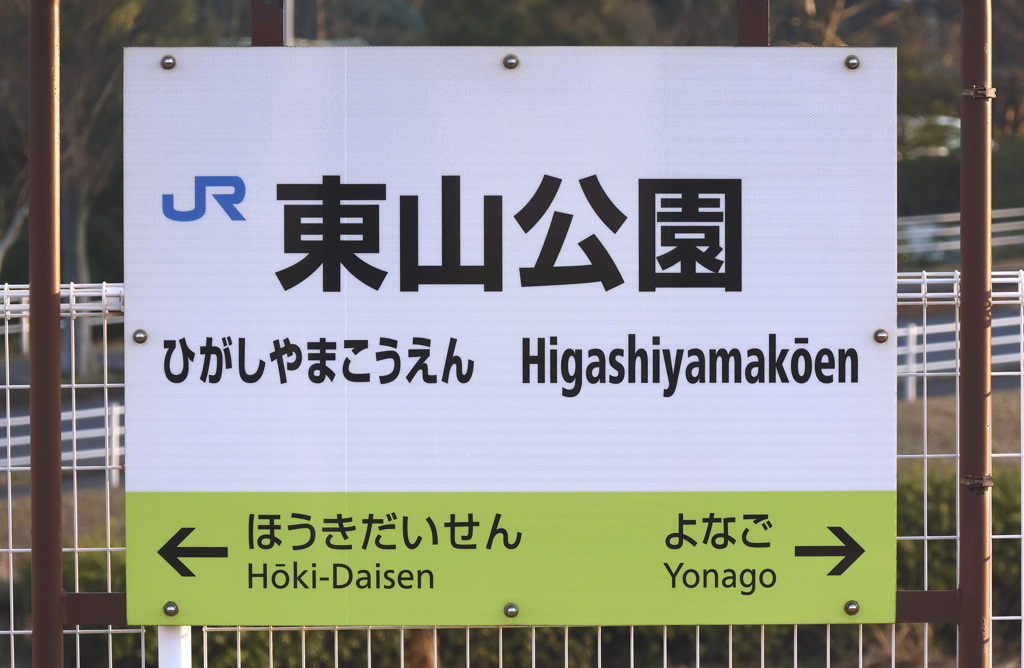 JR 東山公園
ひがしやまこうえん Higashiyamakōen
← ほうきだいせん よなご →
Hōki-Daisen Yonago